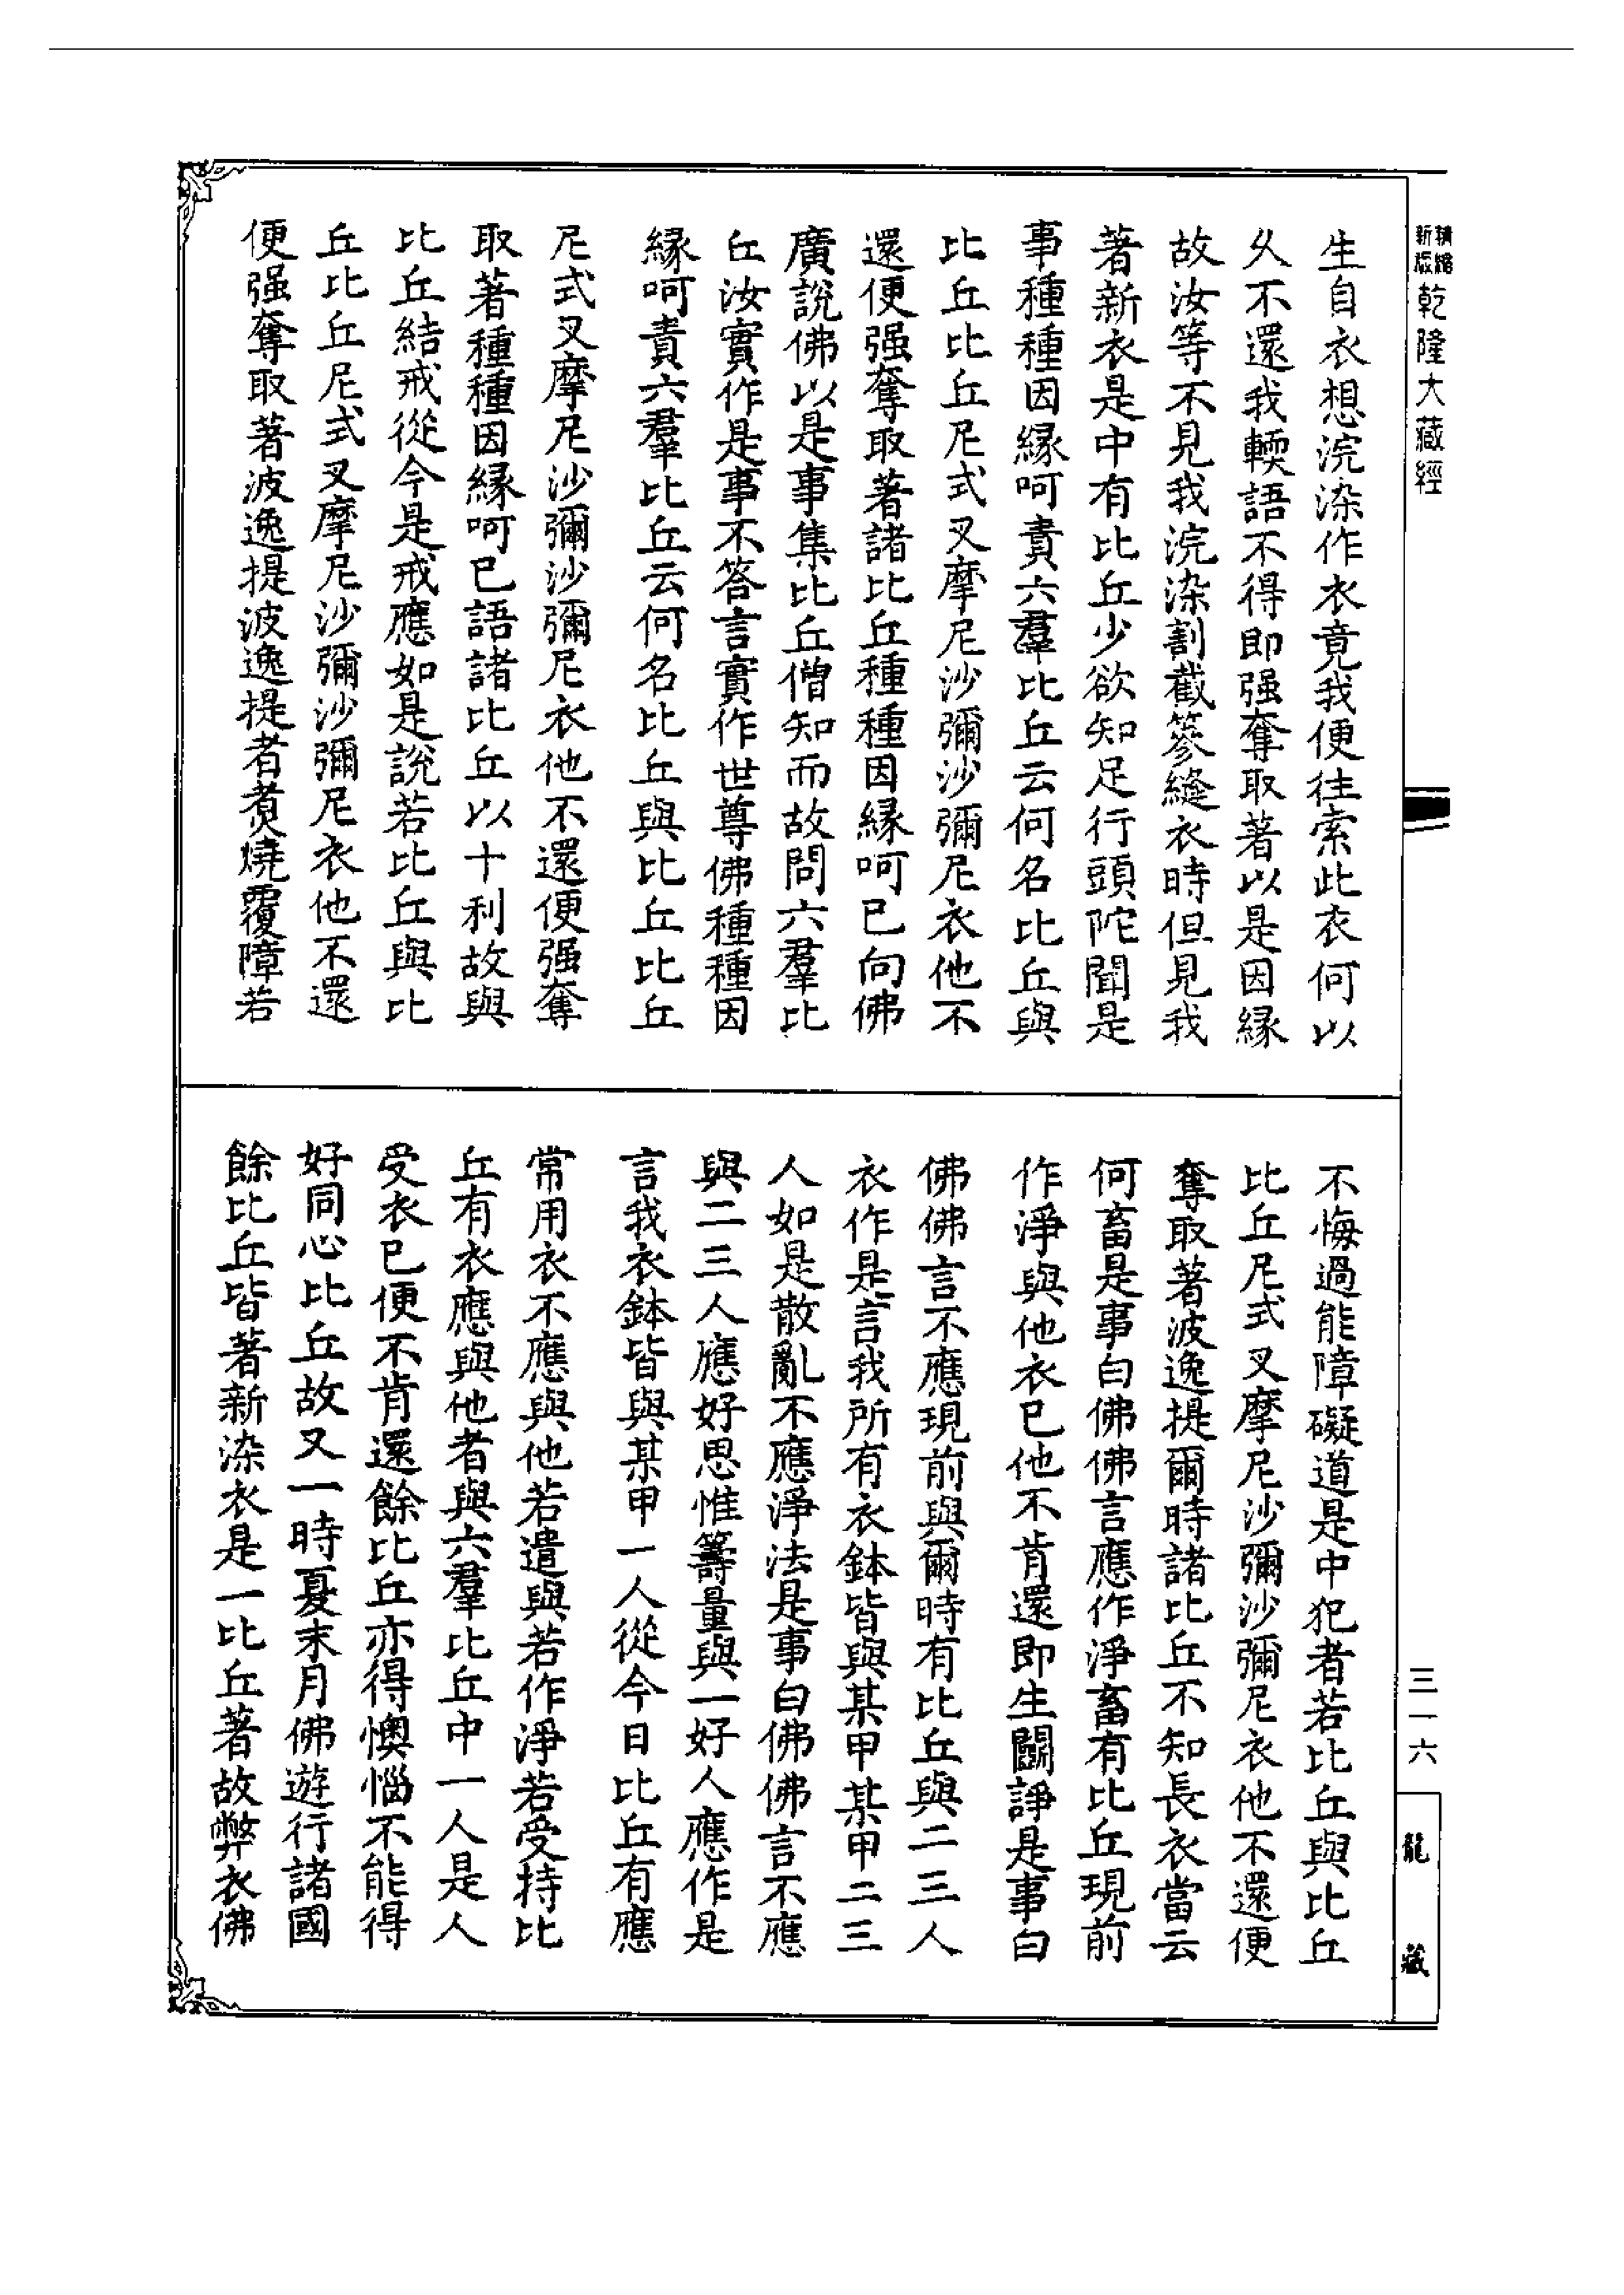 精縮新版乾隆大藏經
生自衣想浣染作衣竟我便往索此衣何以
久不還我輭語不得即强奪取著以是因緣
故汝等不見我浣染割截簪縫衣時但見我
著新衣是中有比丘少欲知足行頭陀聞是
事種種因緣呵責六羣比丘云何名比丘與
比丘比丘尼式叉摩尼沙彌沙彌尼衣他不
還便强奪取著諸比丘種種因緣呵已向佛
廣說佛以是事集比丘僧知而故問六羣比
丘汝實作是事不答言實作世尊佛種種因
緣呵責六羣比丘云何名比丘與比丘比丘
尼式叉摩尼沙彌沙彌尼衣他不還便强奪
取著種種因緣呵已語諸比丘以十利故與
比丘結戒從今是戒應如是說若比丘與比
丘比丘尼式叉摩尼沙彌沙彌尼衣他不還
便强奪取著波逸提波逸提者煑燒覆障若
不悔過能障礙道是中犯者若比丘與比丘
比丘尼式叉摩尼沙彌沙彌尼衣他不還便
奪取著波逸提爾時諸比丘不知長衣當云
何畜是事白佛佛言應作淨畜有比丘現前
作淨與他衣已他不肯還即生鬭諍是事白
佛佛言不應現前與爾時有比丘與二三人
衣作是言我所有衣鉢皆與某甲某甲二三
人如是散亂不應淨法是事白佛佛言不應
與二三人應好思惟籌量與一好人應作是
言我衣鉢皆與某甲一人從今日比丘有應
常用衣不應與他若遣與若作淨若受持比
丘有衣應與他者與六羣比丘中一人是人
受衣已便不肯還餘比丘亦得懊惱不能得
好同心比丘故又一時夏末月佛遊行諸國
餘比丘皆著新染衣是一比丘著故弊衣佛
三一六
龍藏